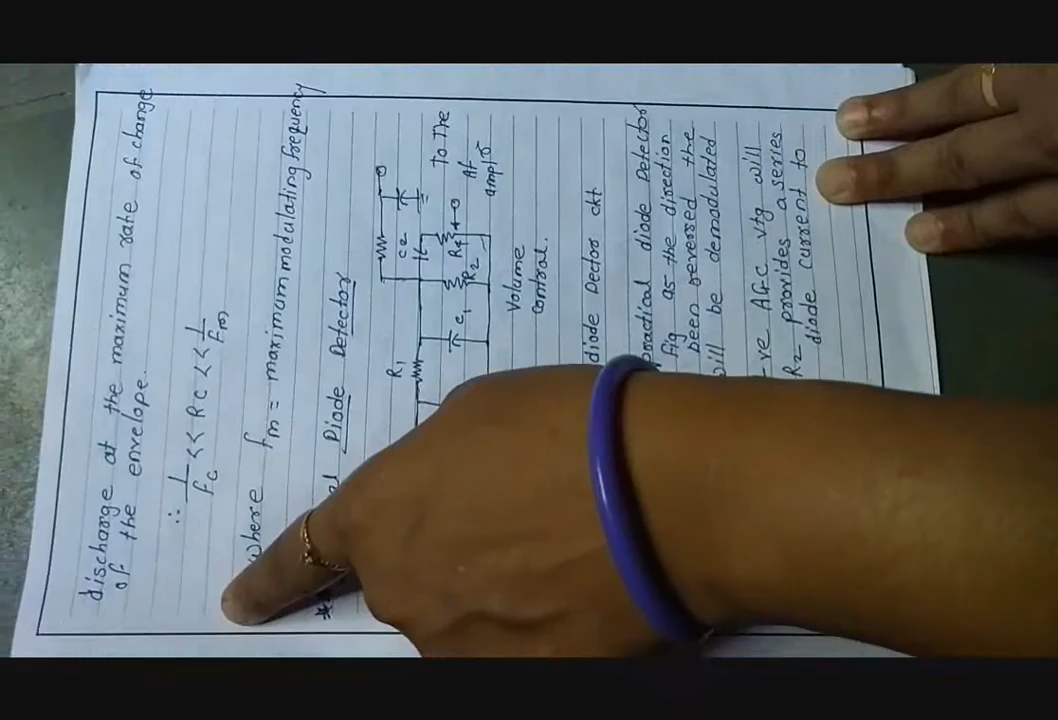 discharge at the maximum rate of change
of the envelope.
∴ 1/fc << RC << 1/fm
where fm = maximum modulating frequency
Diode Detector
R1
C2
C1
R2
R4
To The
AF
amplr
Volume
control.
diode Dector ckt
practical diode Detector
fig as the direction
been reversed the
will be demodulated
-ve AGC vtg will
R2 provides a series
diode current to